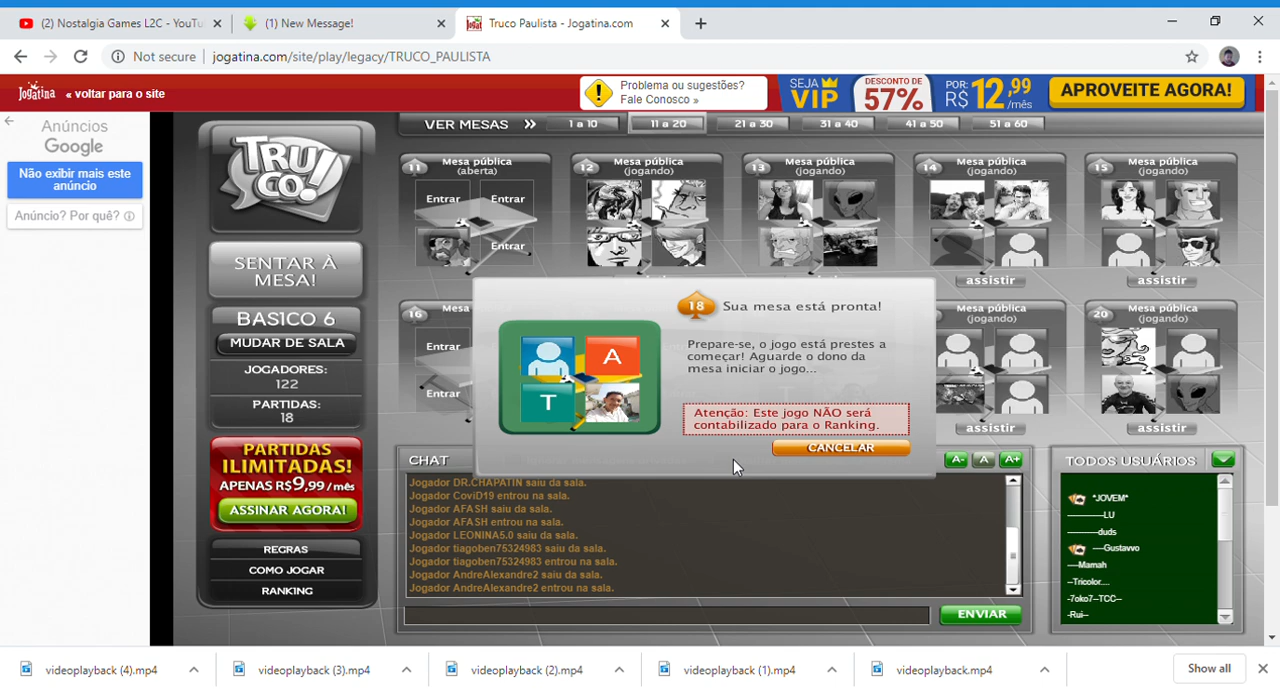 (2) Nostalgia Games L2C - YouTu
(1) New Message!
Truco Paulista - Jogatina.com
Not secure
jogatina.com/site/play/legacy/TRUCO_PAULISTA
Jogatina
« voltar para o site
Problema ou sugestões?
Fale Conosco »
SEJA
VIP
DESCONTO DE
57%
POR:
R$ 12,99 /mês
APROVEITE AGORA!
Anúncios
Google
Não exibir mais este
anúncio
Anúncio? Por quê?
TRU
CO!
SENTAR À
MESA!
BASICO 6
MUDAR DE SALA
JOGADORES:
122
PARTIDAS:
18
PARTIDAS
ILIMITADAS!
APENAS R$9,99 / mês
ASSINAR AGORA!
REGRAS
COMO JOGAR
RANKING
VER MESAS
1 a 10
11 a 20
21 a 30
31 a 40
41 a 50
51 a 60
11
Mesa pública
(aberta)
Entrar
Entrar
Entrar
12
Mesa pública
(jogando)
13
Mesa pública
(jogando)
14
Mesa pública
(jogando)
assistir
15
Mesa pública
(jogando)
assistir
16
Mesa
Entrar
Entrar
Mesa pública
(jogando)
assistir
20
Mesa pública
(jogando)
assistir
18
Sua mesa está pronta!
A
T
Prepare-se, o jogo está prestes a
começar! Aguarde o dono da
mesa iniciar o jogo...
Atenção: Este jogo NÃO será
contabilizado para o Ranking.
CANCELAR
CHAT
A-
A
A+
Jogador DR.CHAPATIN saiu da sala.
Jogador CoviD19 entrou na sala.
Jogador AFASH saiu da sala.
Jogador AFASH entrou na sala.
Jogador LEONINA5.0 saiu da sala.
Jogador tiagoben75324983 saiu da sala.
Jogador tiagoben75324983 entrou na sala.
Jogador AndreAlexandre2 saiu da sala.
Jogador AndreAlexandre2 entrou na sala.
ENVIAR
TODOS USUÁRIOS
*JOVEM*
----------LU
----------duds
----Gustavvo
----Mamah
--Tricolor....
-7oko7--TCC--
-Rui--
videoplayback (4).mp4
videoplayback (3).mp4
videoplayback (2).mp4
videoplayback (1).mp4
videoplayback.mp4
Show all